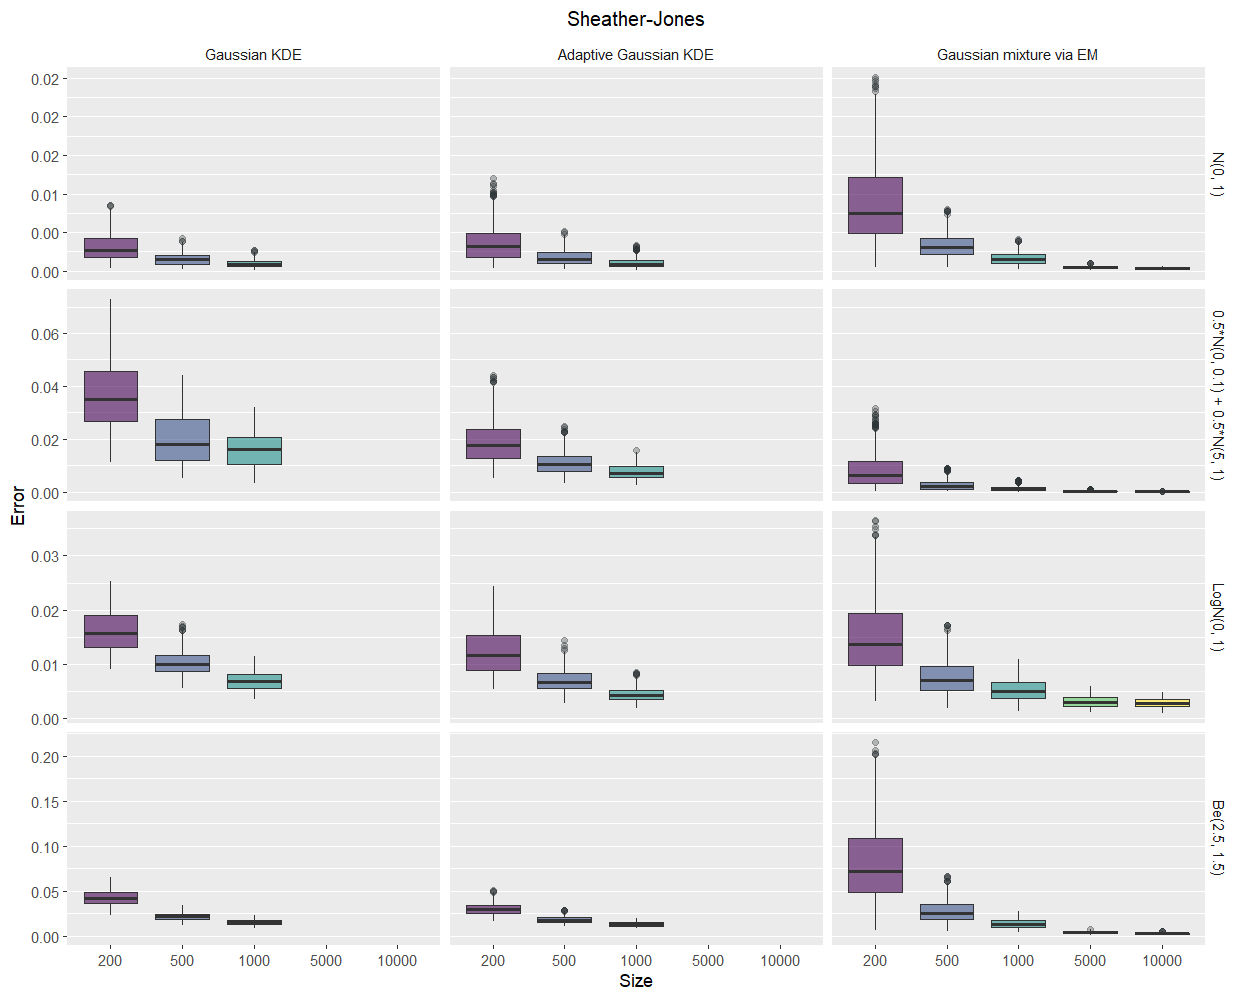 Sheather-Jones
Gaussian KDE
Adaptive Gaussian KDE
Gaussian mixture via EM
0.02
0.02
0.02
0.01
0.00
0.00
N(0, 1)
0.06
0.04
0.02
0.00
0.5*N(0, 0.1) + 0.5*N(5, 1)
Error
0.03
0.02
0.01
0.00
LogN(0, 1)
0.20
0.15
0.10
0.05
0.00
Be(2.5, 1.5)
200 500 1000 5000 10000
200 500 1000 5000 10000
200 500 1000 5000 10000
Size